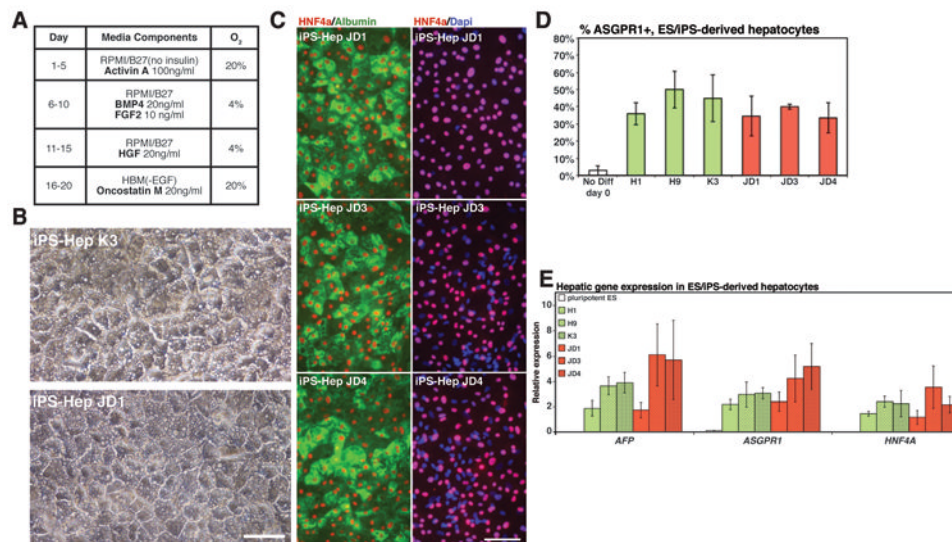 A
Day Media Components O2
1-5 RPMI/B27(no insulin) Activin A 100ng/ml 20%
6-10 RPMI/B27 BMP4 20ng/ml FGF2 10 ng/ml 4%
11-15 RPMI/B27 HGF 20ng/ml 4%
16-20 HBM(-EGF) Oncostatin M 20ng/ml 20%
B
iPS-Hep K3
iPS-Hep JD1
C
HNF4a/Albumin HNF4a/Dapi
iPS-Hep JD1 iPS-Hep JD1
iPS-Hep JD3 iPS-Hep JD3
iPS-Hep JD4 iPS-Hep JD4
D
% ASGPR1+, ES/iPS-derived hepatocytes
80%
70%
60%
50%
40%
30%
20%
10%
0%
No Diff day 0 H1 H9 K3 JD1 JD3 JD4
E
Hepatic gene expression in ES/iPS-derived hepatocytes
Relative expression
10
8
6
4
2
0
pluripotent ES
H1
H9
K3
JD1
JD3
JD4
AFP ASGPR1 HNF4A